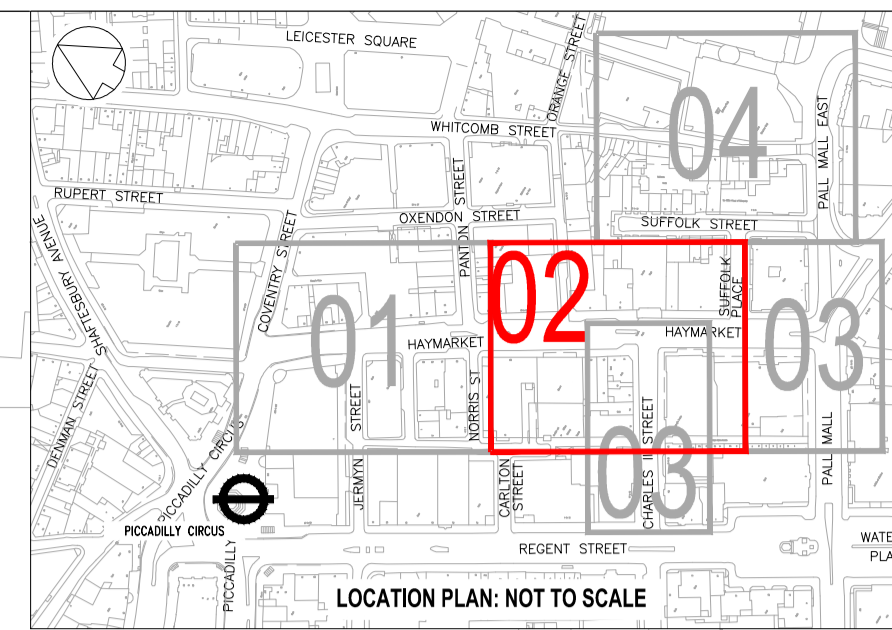 LEICESTER SQUARE
ORANGE STREET
04
WHITCOMB STREET
PALL MALL EAST
RUPERT STREET
PANTON STREET
OXENDON STREET
SUFFOLK STREET
SHAFTESBURY AVENUE
COVENTRY STREET
02
SUFFOLK
PLACE
01
HAYMARKET
HAYMARKET
03
DENMAN STREET
JERMYN STREET
NORRIS ST
CHARLES II STREET
PALL MALL
03
PICCADILLY CIRCUS
CARLTON
STREET
PICCADILLY CIRCUS
REGENT STREET
WATE
PLA
PICCADILLY
LOCATION PLAN: NOT TO SCALE